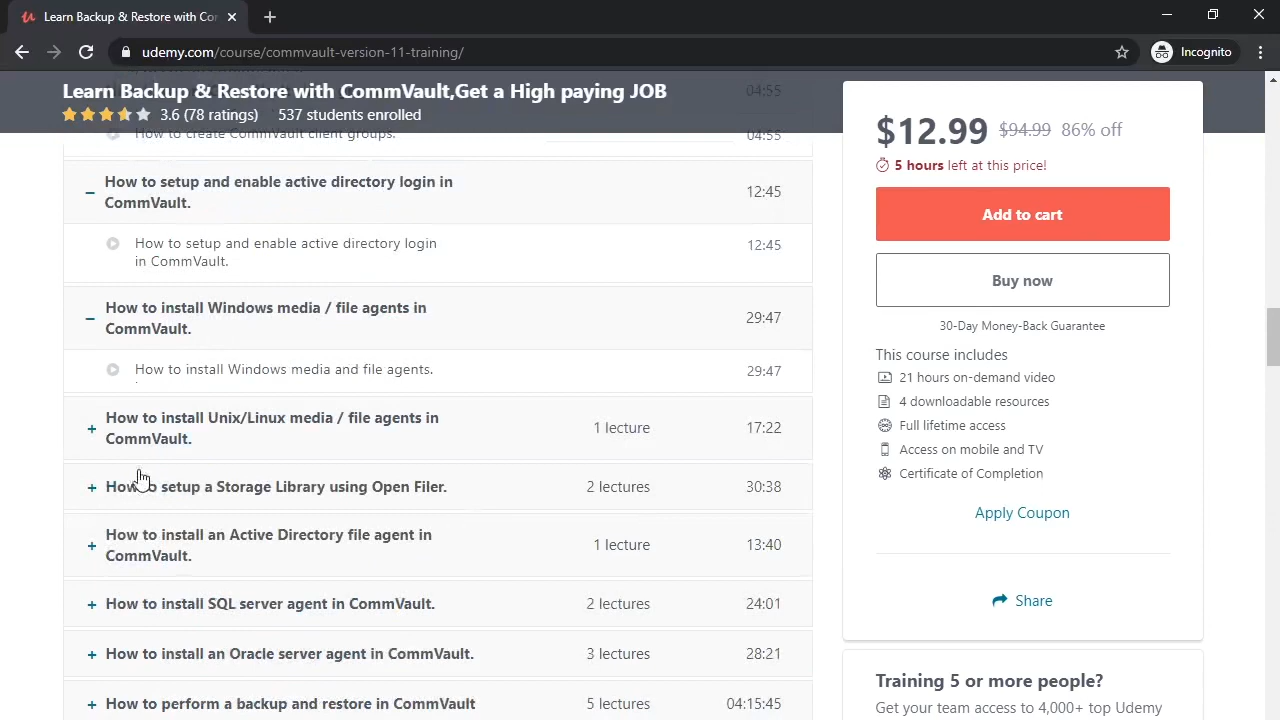 Learn Backup & Restore with Cor
udemy.com/course/commvault-version-11-training/
Incognito
Learn Backup & Restore with CommVault,Get a High paying JOB
3.6 (78 ratings) 537 students enrolled
04:55
How to create CommVault client groups.
04:55
How to setup and enable active directory login in
CommVault.
12:45
How to setup and enable active directory login
in CommVault.
12:45
How to install Windows media / file agents in
CommVault.
29:47
How to install Windows media and file agents.
29:47
How to install Unix/Linux media / file agents in
CommVault.
1 lecture
17:22
How to setup a Storage Library using Open Filer.
2 lectures
30:38
How to install an Active Directory file agent in
CommVault.
1 lecture
13:40
How to install SQL server agent in CommVault.
2 lectures
24:01
How to install an Oracle server agent in CommVault.
3 lectures
28:21
How to perform a backup and restore in CommVault
5 lectures
04:15:45
$12.99 $94.99 86% off
5 hours left at this price!
Add to cart
Buy now
30-Day Money-Back Guarantee
This course includes
21 hours on-demand video
4 downloadable resources
Full lifetime access
Access on mobile and TV
Certificate of Completion
Apply Coupon
Share
Training 5 or more people?
Get your team access to 4,000+ top Udemy